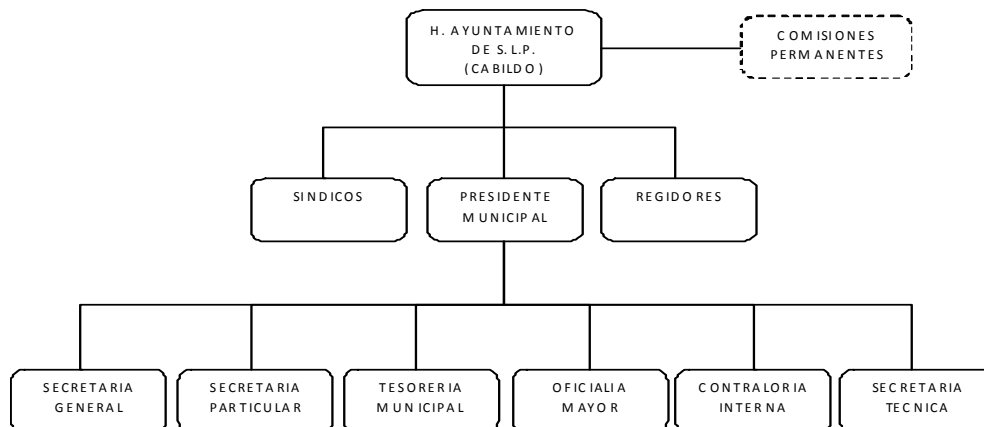 H. AYUNTAMIENTO
DE S.L.P.
(CABILDO)
COMISIONES
PERMANENTES
SINDICOS
PRESIDENTE
MUNICIPAL
REGIDORES
SECRETARIA
GENERAL
SECRETARIA
PARTICULAR
TESORERIA
MUNICIPAL
OFICIALIA
MAYOR
CONTRALORIA
INTERNA
SECRETARIA
TECNICA